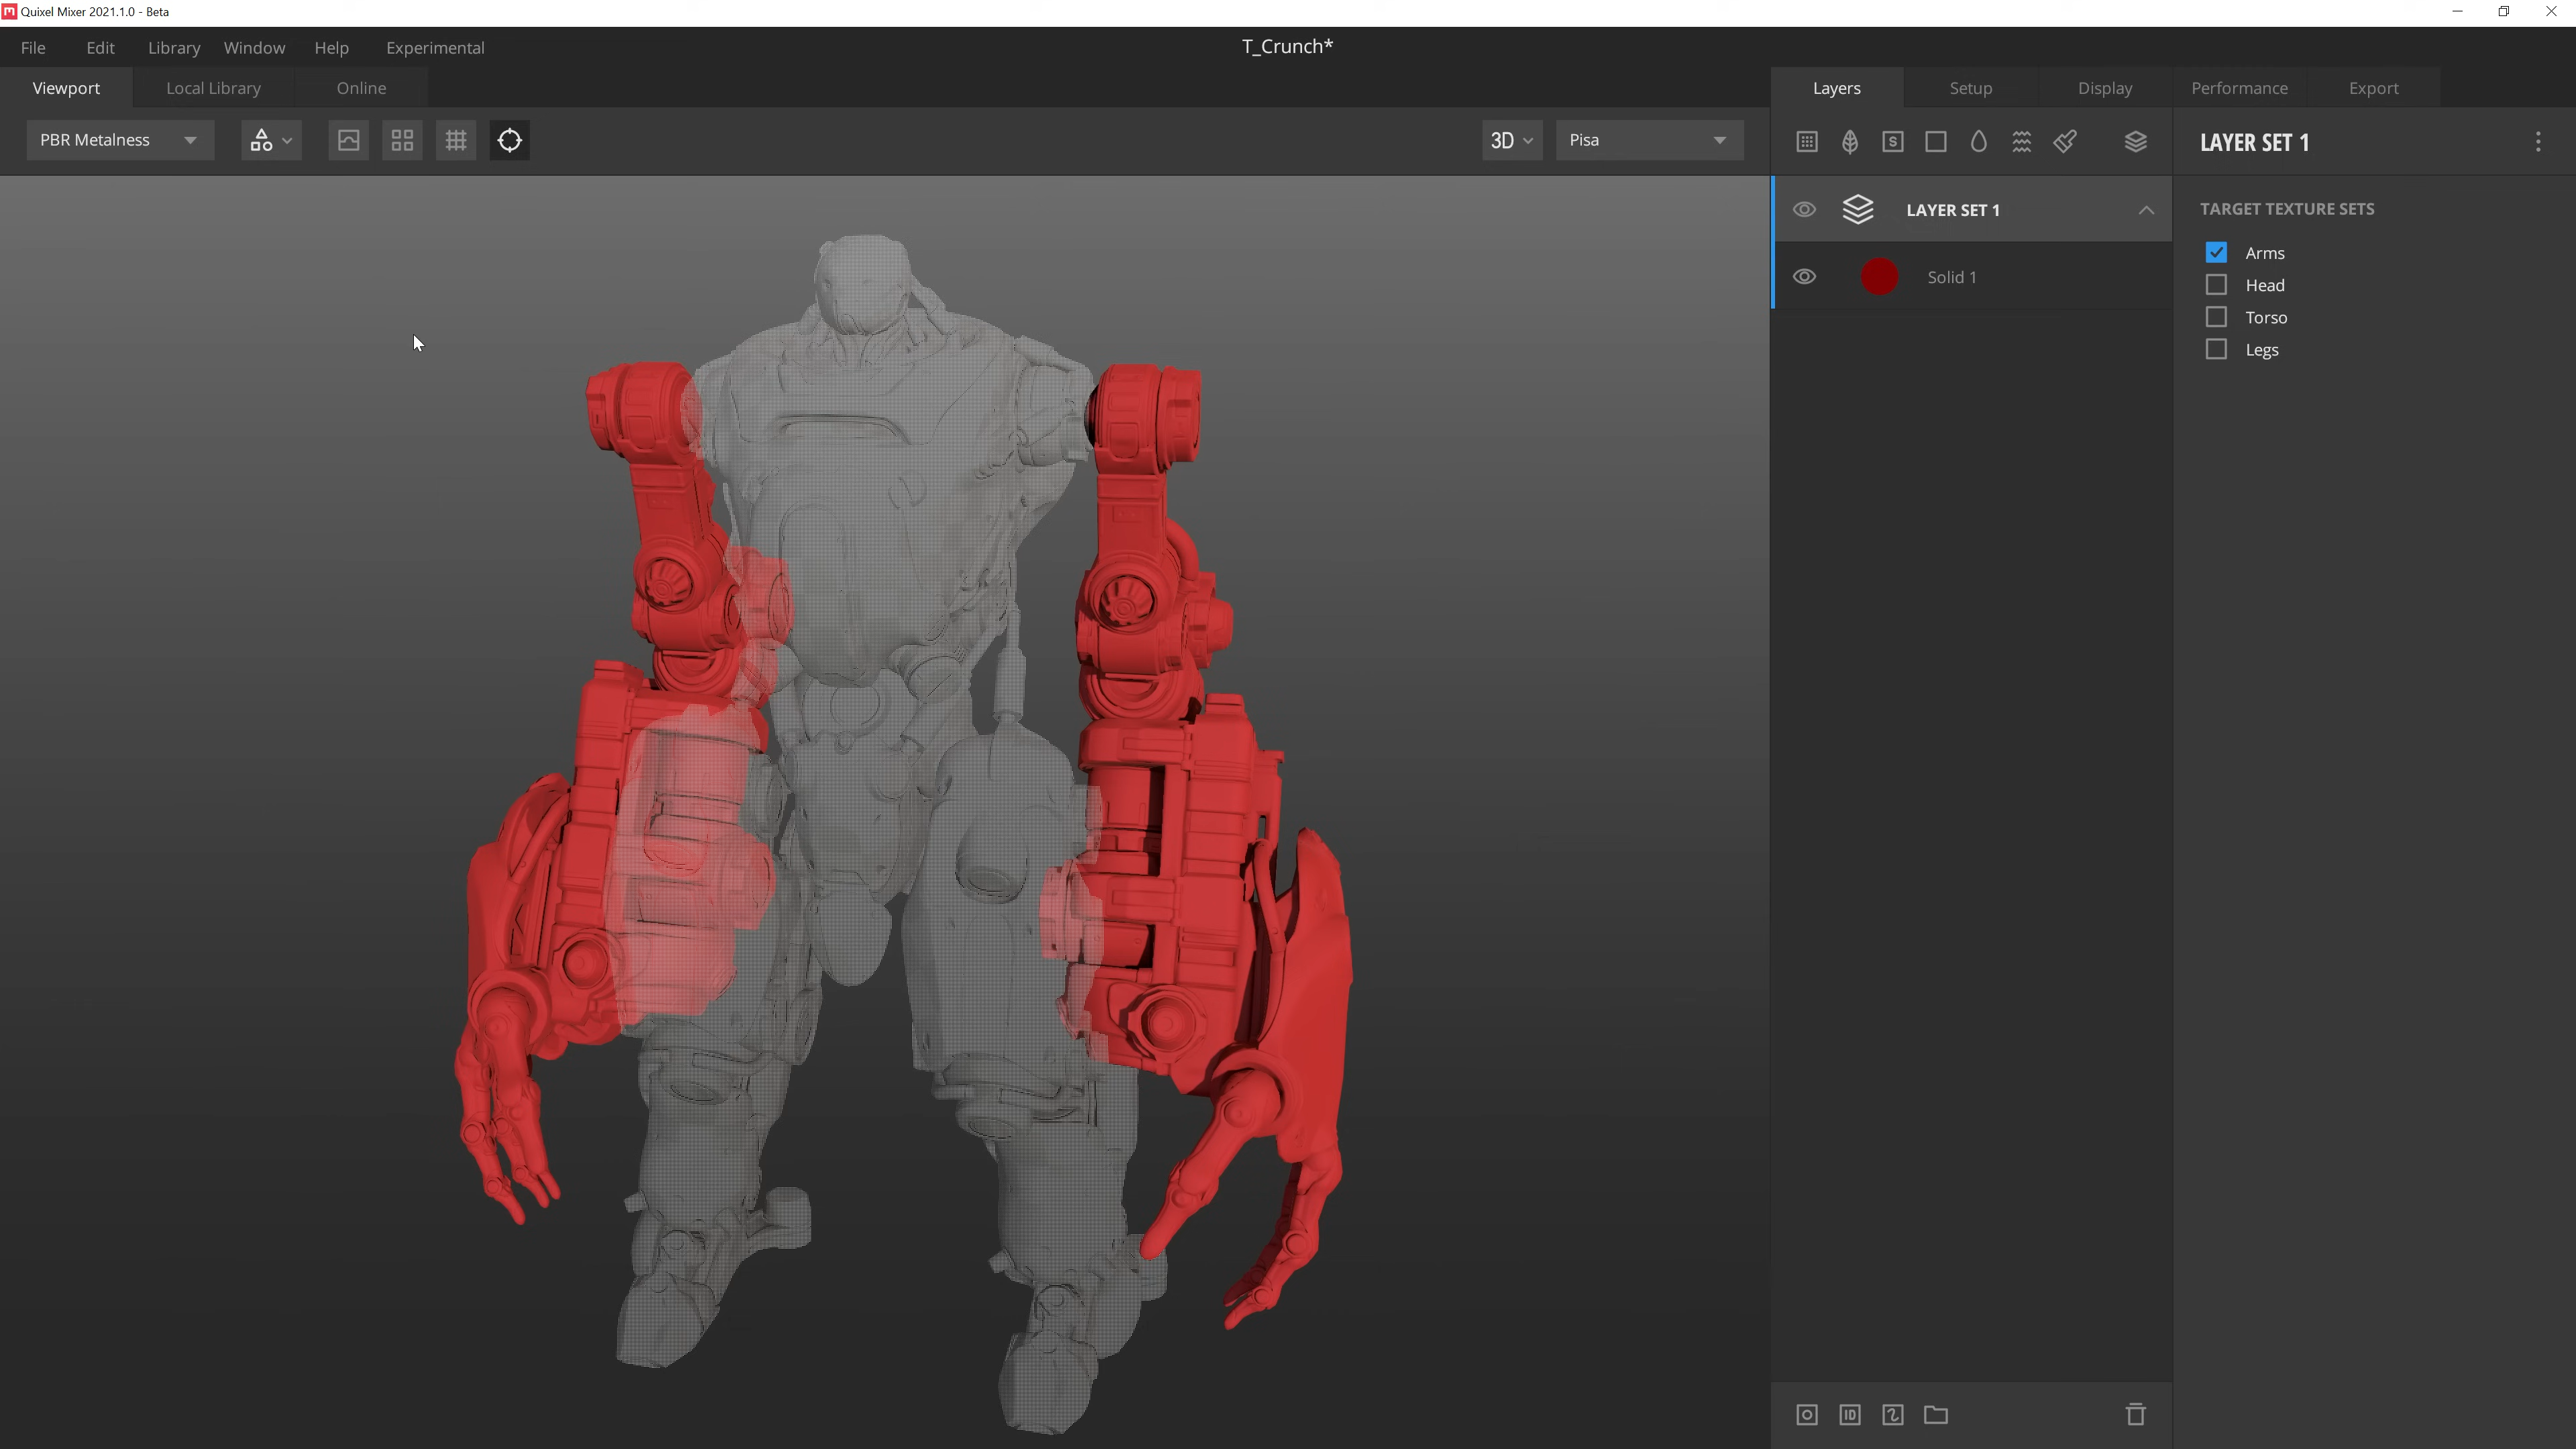 Quixel Mixer 2021.1.0 - Beta
File Edit Library Window Help Experimental
T_Crunch*
Viewport Local Library Online
Layers Setup Display Performance Export
PBR Metalness
3D
Pisa
S
LAYER SET 1
LAYER SET 1
TARGET TEXTURE SETS
Arms
Solid 1
Head
Torso
Legs
ID